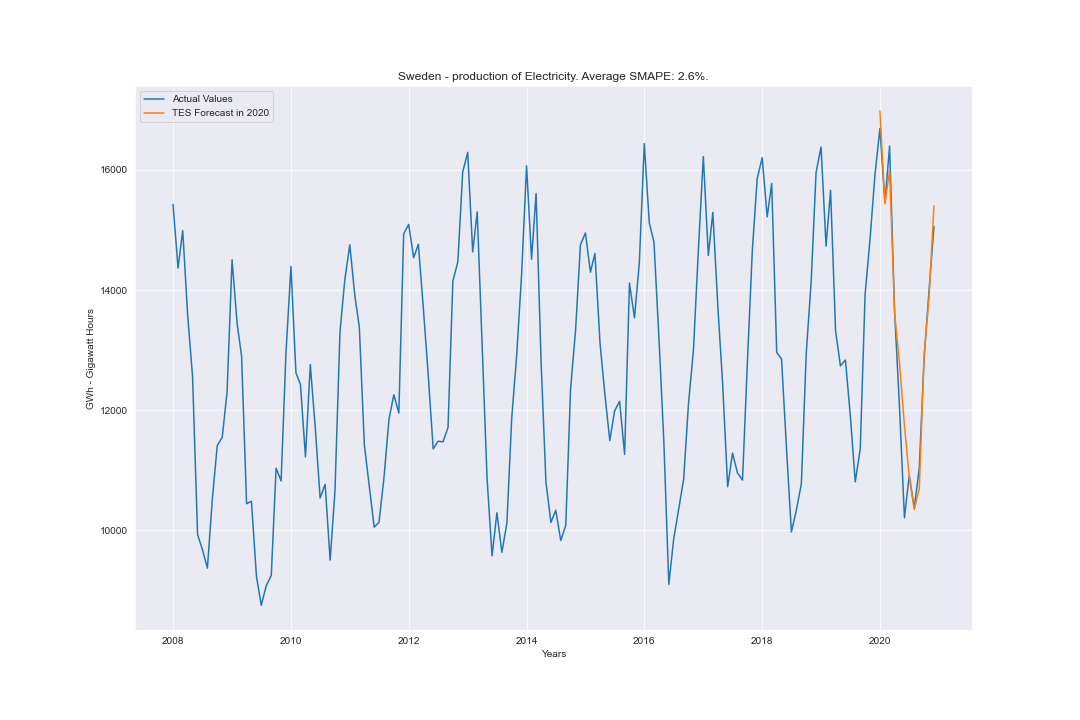 Sweden - production of Electricity. Average SMAPE: 2.6%.
Actual Values
TES Forecast in 2020
16000
14000
12000
10000
GWh - Gigawatt Hours
2008 2010 2012 2014 2016 2018 2020
Years